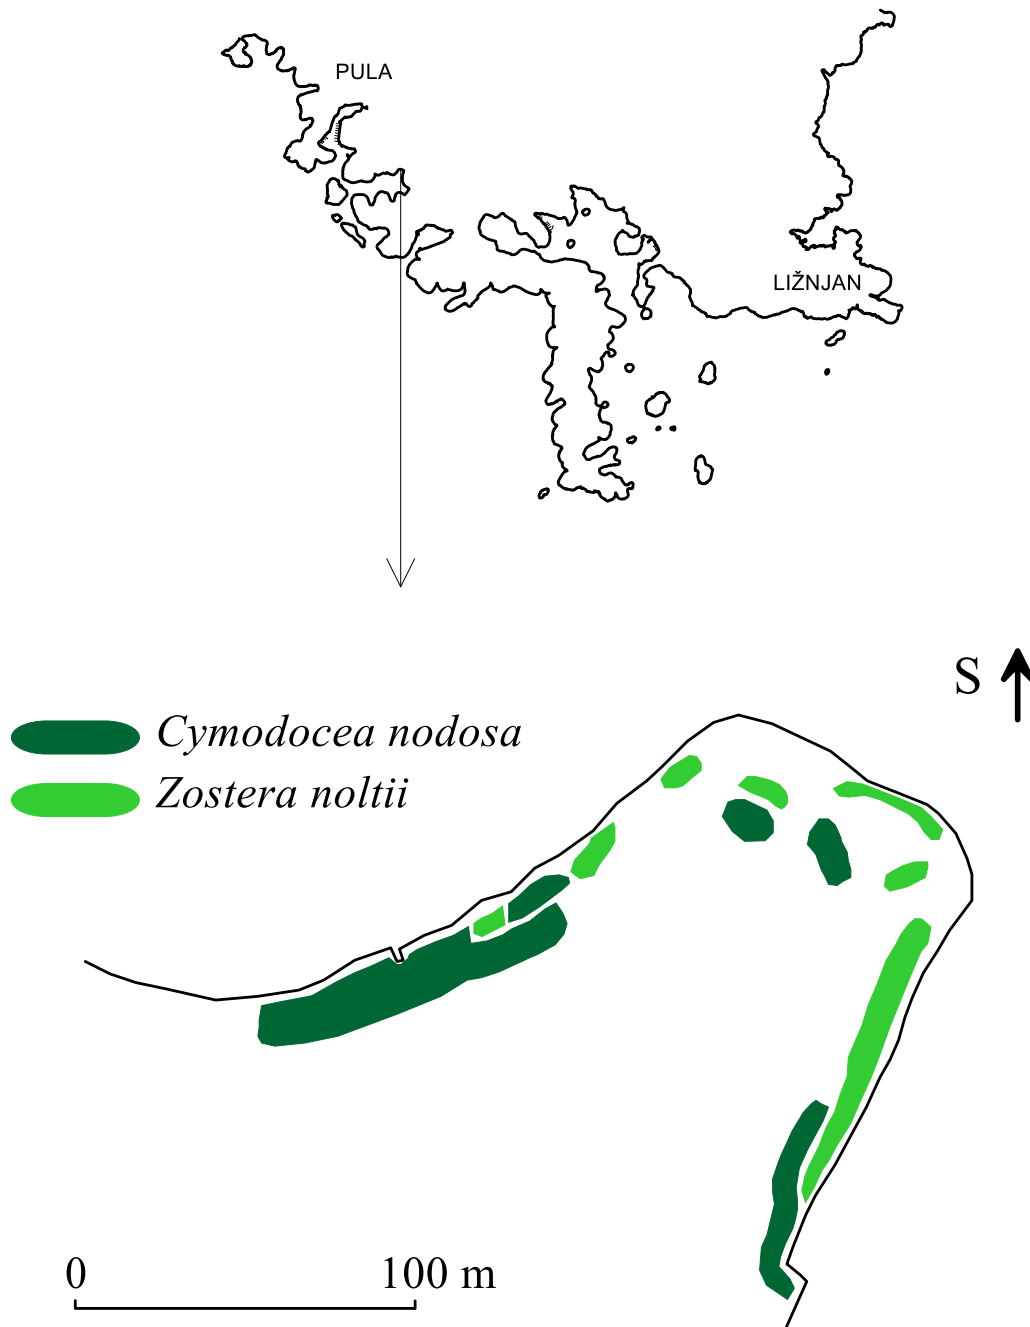 PULA
LIŽNJAN
S
Cymodocea nodosa
Zostera noltii
0 100 m